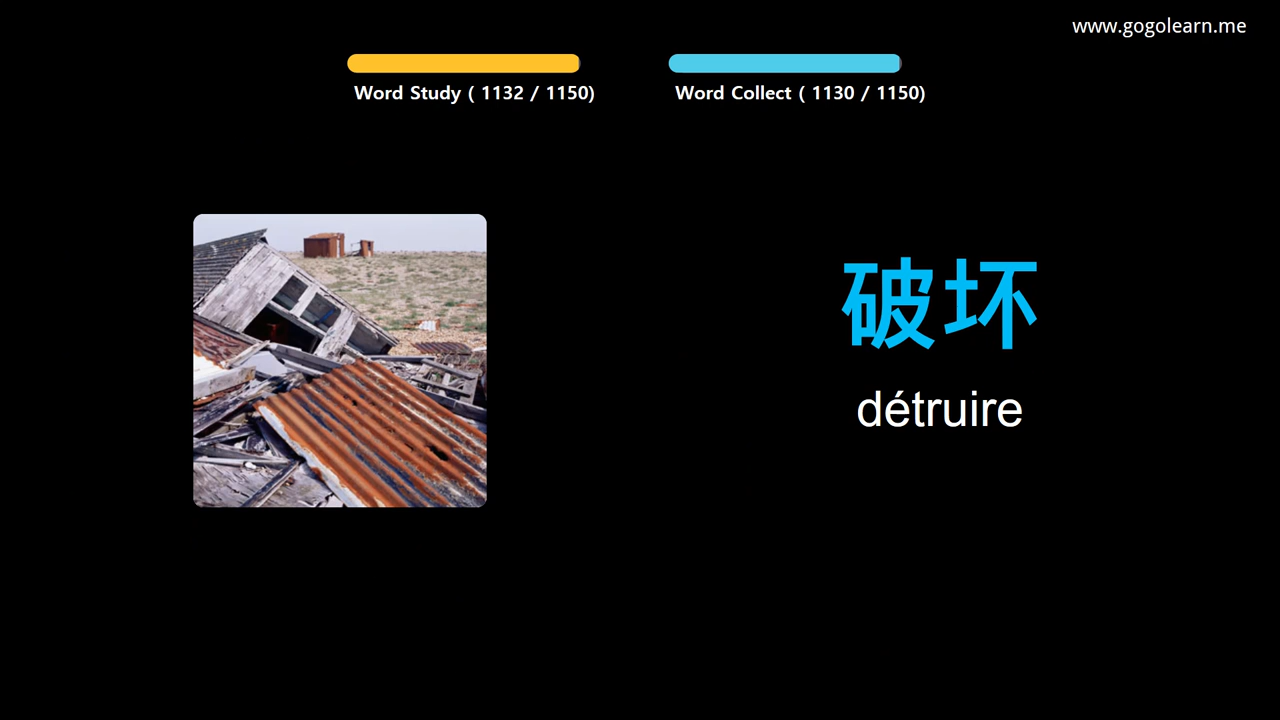 www.gogolearn.me
Word Study ( 1132 / 1150)
Word Collect ( 1130 / 1150)
破坏
détruire